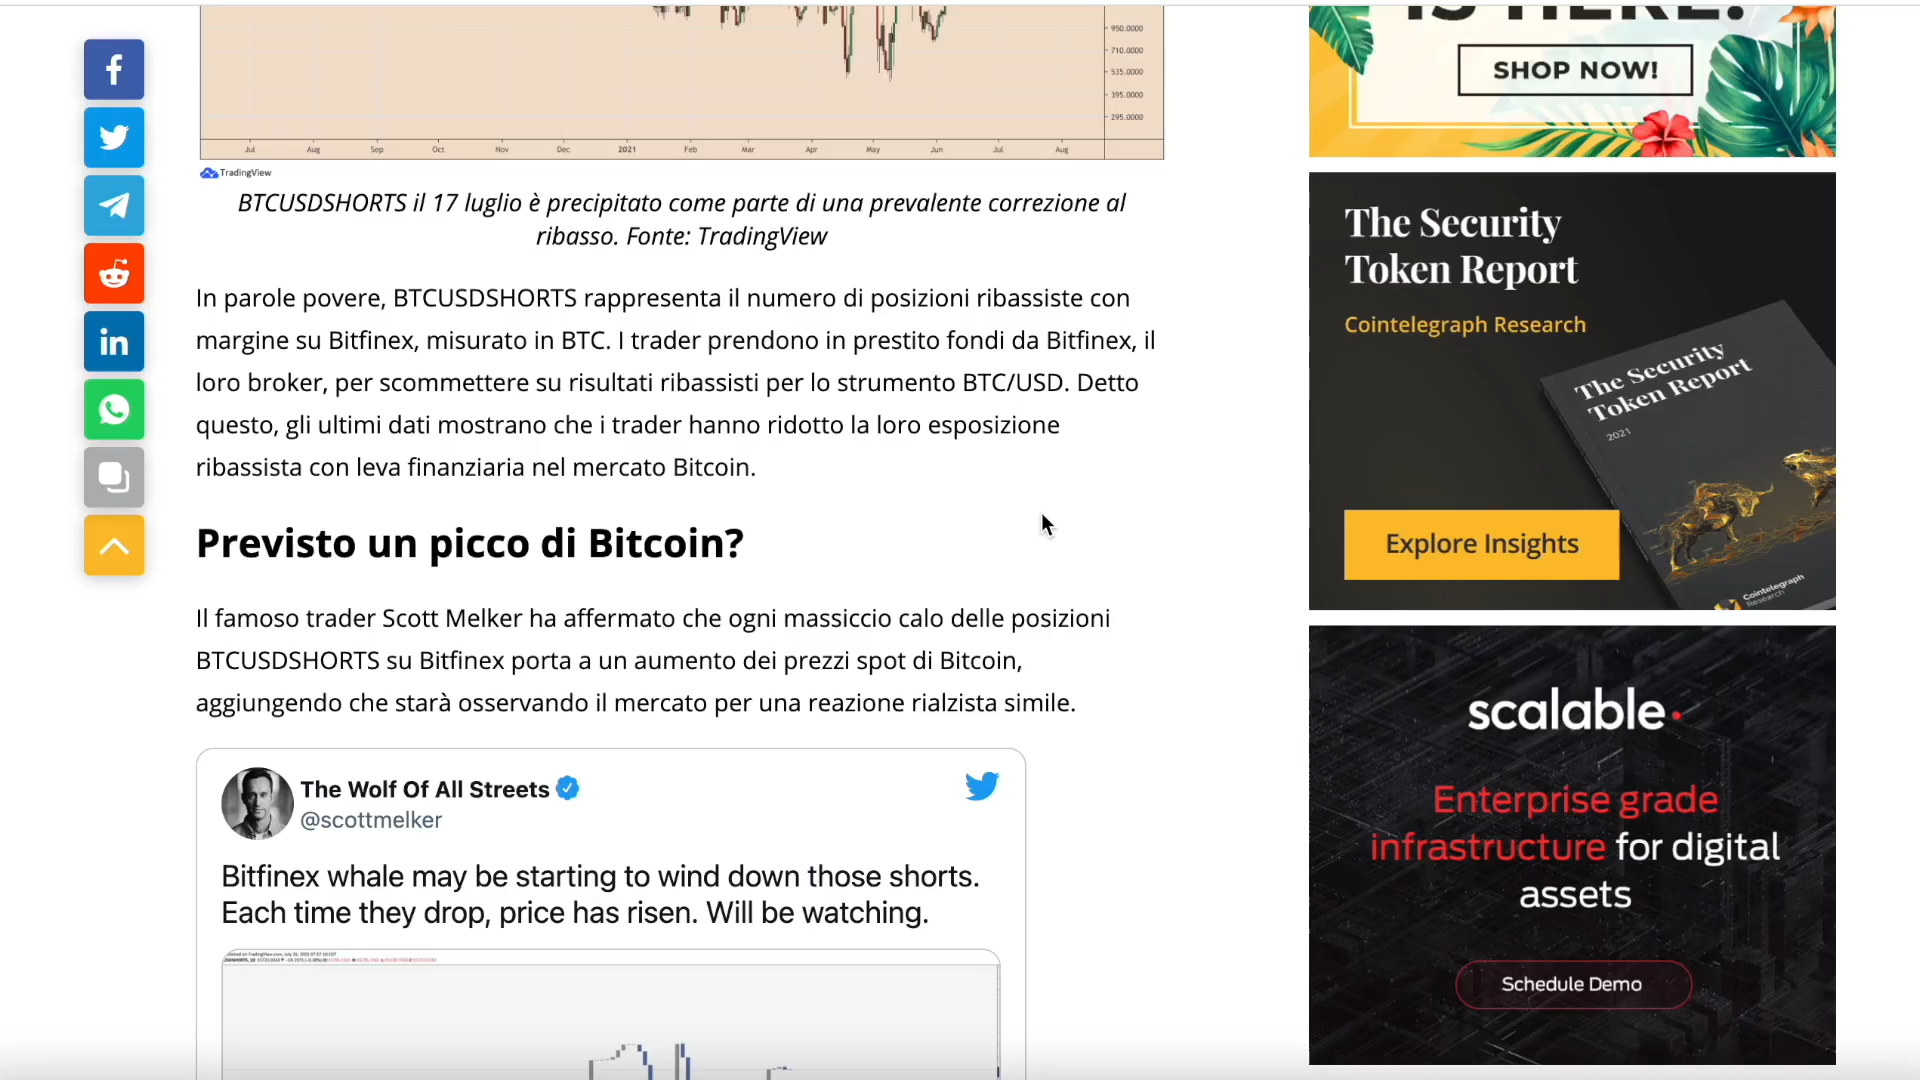 IS HERE!
SHOP NOW!
950.0000
710.0000
535.0000
395.0000
295.0000
Jul Aug Sep Oct Nov Dec 2021 Feb Mar Apr May Jun Jul Aug
TradingView
BTCUSDSHORTS il 17 luglio è precipitato come parte di una prevalente correzione al
ribasso. Fonte: TradingView
In parole povere, BTCUSDSHORTS rappresenta il numero di posizioni ribassiste con
margine su Bitfinex, misurato in BTC. I trader prendono in prestito fondi da Bitfinex, il
loro broker, per scommettere su risultati ribassisti per lo strumento BTC/USD. Detto
questo, gli ultimi dati mostrano che i trader hanno ridotto la loro esposizione
ribassista con leva finanziaria nel mercato Bitcoin.
Previsto un picco di Bitcoin?
Il famoso trader Scott Melker ha affermato che ogni massiccio calo delle posizioni
BTCUSDSHORTS su Bitfinex porta a un aumento dei prezzi spot di Bitcoin,
aggiungendo che starà osservando il mercato per una reazione rialzista simile.
The Wolf Of All Streets
@scottmelker
Bitfinex whale may be starting to wind down those shorts.
Each time they drop, price has risen. Will be watching.
The Security
Token Report
Cointelegraph Research
The Security
Token Report
2021
Cointelegraph
Research
Explore Insights
scalable
Enterprise grade
infrastructure for digital
assets
Schedule Demo